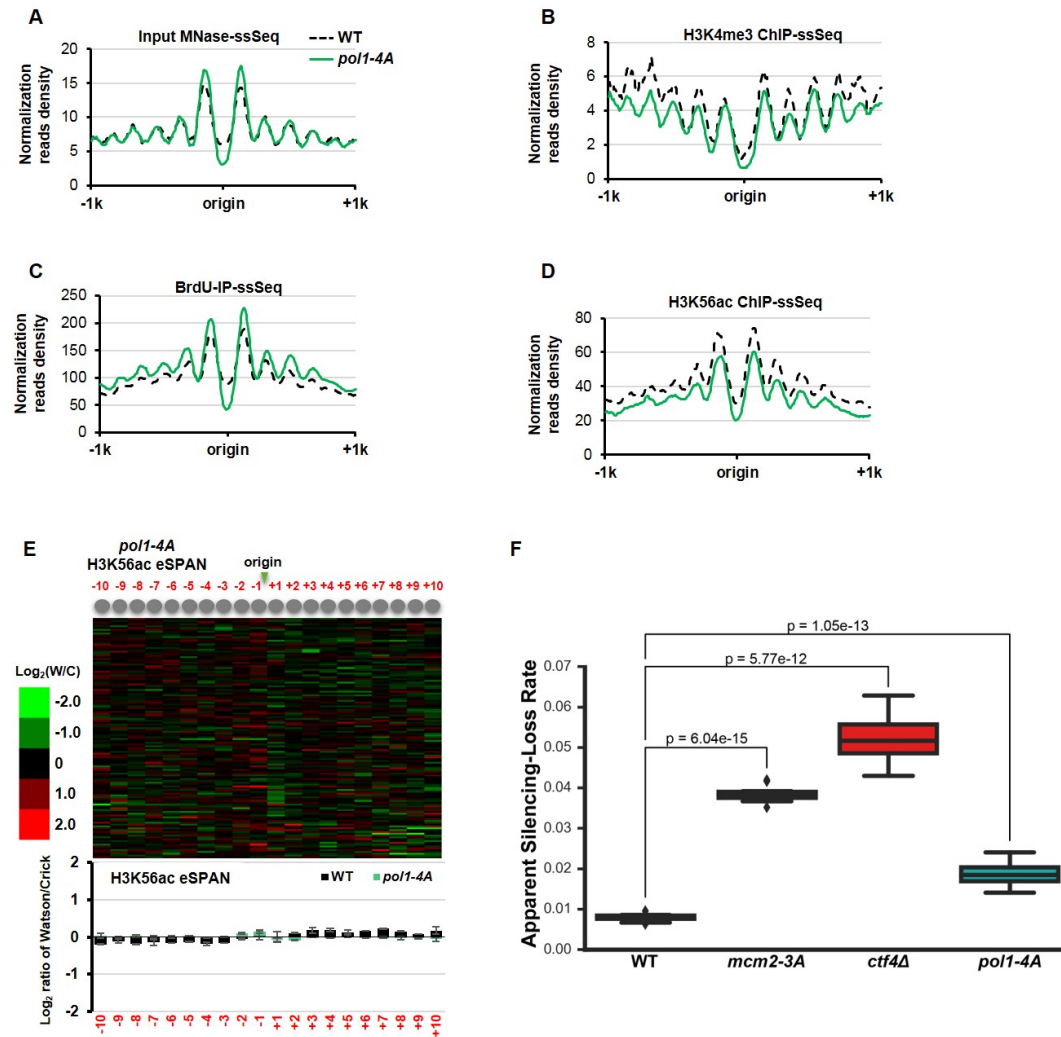 A
Input MNase-ssSeq
WT
pol1-4A
Normalization
reads density
20
15
10
5
0
-1k
origin
+1k
B
H3K4me3 ChIP-ssSeq
Normalization
reads density
8
6
4
2
0
-1k
origin
+1k
C
BrdU-IP-ssSeq
Normalization
reads density
250
200
150
100
50
0
-1k
origin
+1k
D
H3K56ac ChIP-ssSeq
Normalization
reads density
80
60
40
20
0
-1k
origin
+1k
E
pol1-4A
H3K56ac eSPAN
origin
-10 -9 -8 -7 -6 -5 -4 -3 -2 -1 +1 +2 +3 +4 +5 +6 +7 +8 +9 +10
Log2(W/C)
-2.0
-1.0
0
1.0
2.0
Log2 ratio of Watson/Crick
2
1
0
-1
-2
H3K56ac eSPAN
WT pol1-4A
-10 -9 -8 -7 -6 -5 -4 -3 -2 -1 +1 +2 +3 +4 +5 +6 +7 +8 +9 +10
F
p = 1.05e-13
p = 5.77e-12
p = 6.04e-15
Apparent Silencing-Loss Rate
0.07
0.06
0.05
0.04
0.03
0.02
0.01
0.00
WT mcm2-3A ctf4Δ pol1-4A